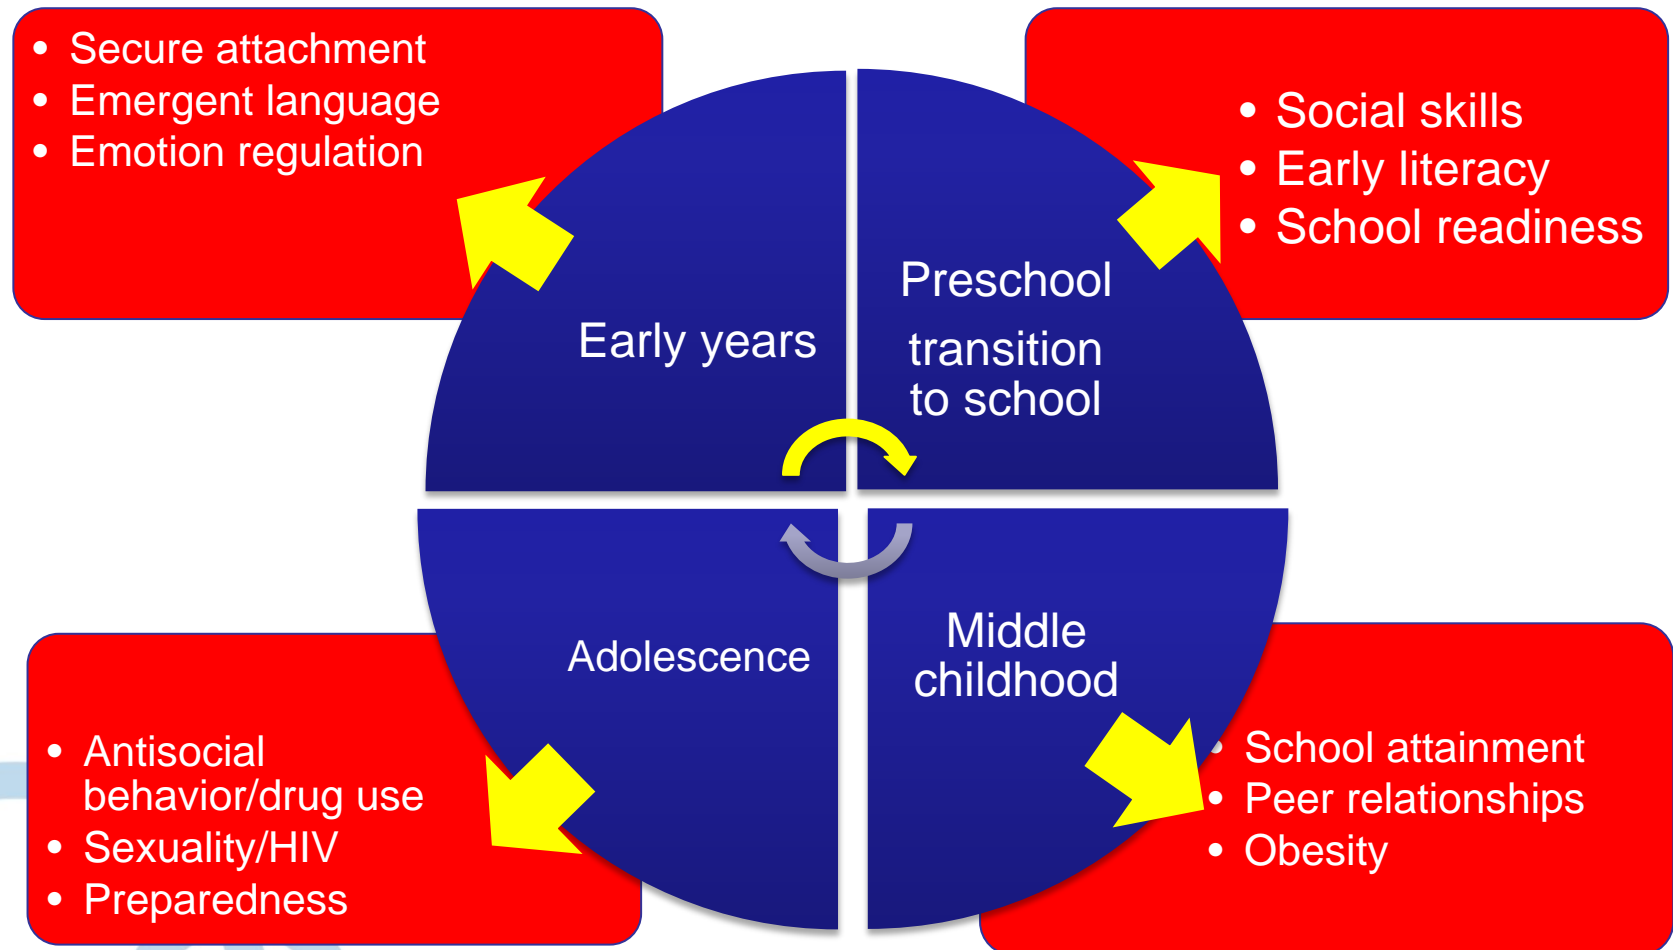 • Secure attachment
• Emergent language
• Emotion regulation
• Social skills
• Early literacy
• School readiness
Early years
Preschool
transition
to school
Adolescence
Middle
childhood
• Antisocial
behavior/drug use
• Sexuality/HIV
• Preparedness
• School attainment
• Peer relationships
• Obesity